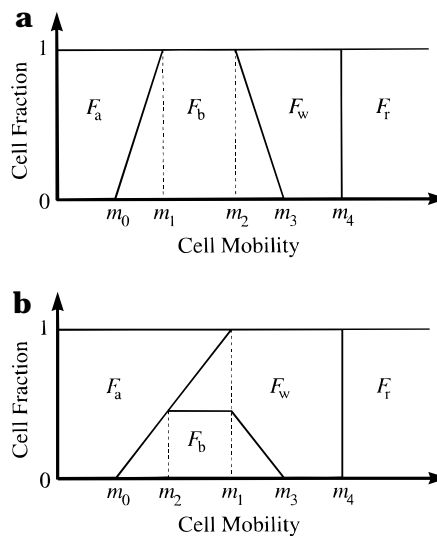 a
Cell Fraction
1
F_a F_b F_w F_r
0
m_0 m_1 m_2 m_3 m_4
Cell Mobility
b
Cell Fraction
1
F_a F_w F_r
F_b
0
m_0 m_2 m_1 m_3 m_4
Cell Mobility